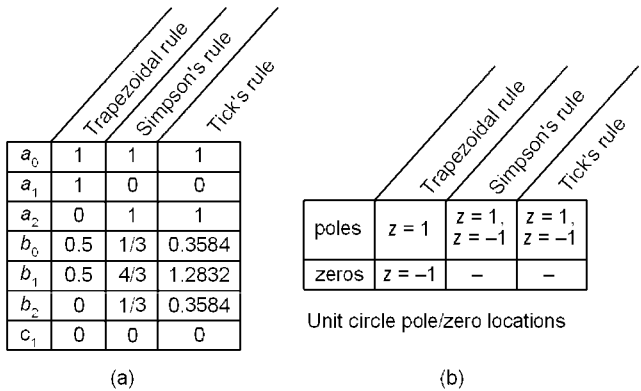 Trapezoidal rule Simpson's rule Tick's rule
a0 1 1 1
a1 1 0 0
a2 0 1 1
b0 0.5 1/3 0.3584
b1 0.5 4/3 1.2832
b2 0 1/3 0.3584
c1 0 0 0
(a)
Trapezoidal rule Simpson's rule Tick's rule
poles z = 1 z = 1, z = –1 z = 1, z = –1
zeros z = –1 – –
Unit circle pole/zero locations
(b)